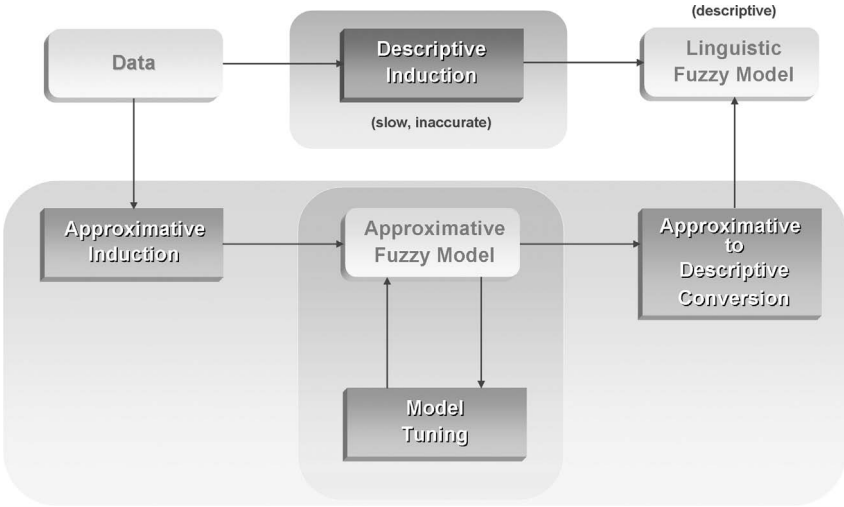 (descriptive)
Data
Descriptive
Induction
Linguistic
Fuzzy Model
(slow, inaccurate)
Approximative
Induction
Approximative
Fuzzy Model
Approximative
to
Descriptive
Conversion
Model
Tuning